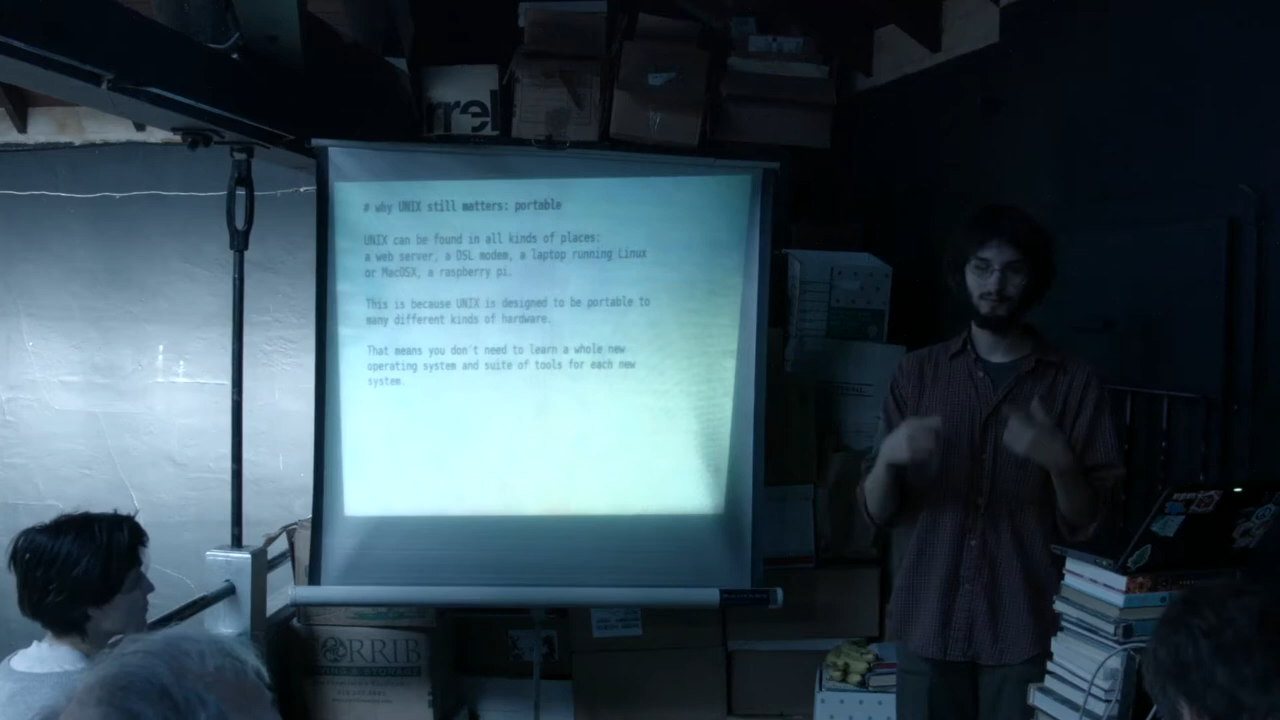 rrel
# why UNIX still matters: portable
UNIX can be found in all kinds of places:
a web server, a DSL modem, a laptop running Linux
or MacOSX, a raspberry pi.
This is because UNIX is designed to be portable to
many different kinds of hardware.
That means you don't need to learn a whole new
operating system and suite of tools for each new
system.
ORRIB